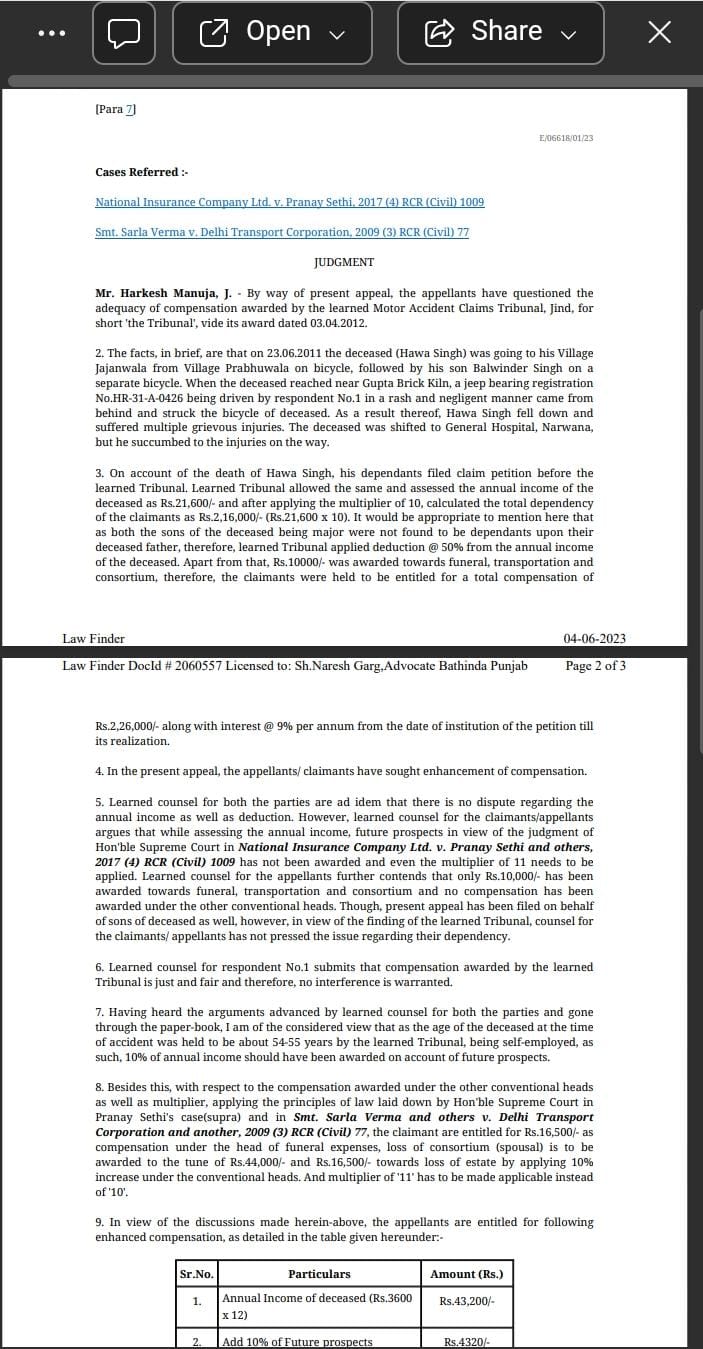 Open
Share
[Para 7]
E/06618/01/23
Cases Referred :-
National Insurance Company Ltd. v. Pranay Sethi, 2017 (4) RCR (Civil) 1009
Smt. Sarla Verma v. Delhi Transport Corporation, 2009 (3) RCR (Civil) 77
JUDGMENT
Mr. Harkesh Manuja, J. - By way of present appeal, the appellants have questioned the
adequacy of compensation awarded by the learned Motor Accident Claims Tribunal, Jind, for
short 'the Tribunal', vide its award dated 03.04.2012.
2. The facts, in brief, are that on 23.06.2011 the deceased (Hawa Singh) was going to his Village
Jajanwala from Village Prabhuwala on bicycle, followed by his son Balwinder Singh on a
separate bicycle. When the deceased reached near Gupta Brick Kiln, a jeep bearing registration
No.HR-31-A-0426 being driven by respondent No.1 in a rash and negligent manner came from
behind and struck the bicycle of deceased. As a result thereof, Hawa Singh fell down and
suffered multiple grievous injuries. The deceased was shifted to General Hospital, Narwana,
but he succumbed to the injuries on the way.
3. On account of the death of Hawa Singh, his dependants filed claim petition before the
learned Tribunal. Learned Tribunal allowed the same and assessed the annual income of the
deceased as Rs.21,600/- and after applying the multiplier of 10, calculated the total dependency
of the claimants as Rs.2,16,000/- (Rs.21,600 x 10). It would be appropriate to mention here that
as both the sons of the deceased being major were not found to be dependants upon their
deceased father, therefore, learned Tribunal applied deduction @ 50% from the annual income
of the deceased. Apart from that, Rs.10000/- was awarded towards funeral, transportation and
consortium, therefore, the claimants were held to be entitled for a total compensation of
Law Finder 04-06-2023
Law Finder DocId # 2060557 Licensed to: Sh.Naresh Garg,Advocate Bathinda Punjab Page 2 of 3
Rs.2,26,000/- along with interest @ 9% per annum from the date of institution of the petition till
its realization.
4. In the present appeal, the appellants/ claimants have sought enhancement of compensation.
5. Learned counsel for both the parties are ad idem that there is no dispute regarding the
annual income as well as deduction. However, learned counsel for the claimants/appellants
argues that while assessing the annual income, future prospects in view of the judgment of
Hon'ble Supreme Court in National Insurance Company Ltd. v. Pranay Sethi and others,
2017 (4) RCR (Civil) 1009 has not been awarded and even the multiplier of 11 needs to be
applied. Learned counsel for the appellants further contends that only Rs.10,000/- has been
awarded towards funeral, transportation and consortium and no compensation has been
awarded under the other conventional heads. Though, present appeal has been filed on behalf
of sons of deceased as well, however, in view of the finding of the learned Tribunal, counsel for
the claimants/ appellants has not pressed the issue regarding their dependency.
6. Learned counsel for respondent No.1 submits that compensation awarded by the learned
Tribunal is just and fair and therefore, no interference is warranted.
7. Having heard the arguments advanced by learned counsel for both the parties and gone
through the paper-book, I am of the considered view that as the age of the deceased at the time
of accident was held to be about 54-55 years by the learned Tribunal, being self-employed, as
such, 10% of annual income should have been awarded on account of future prospects.
8. Besides this, with respect to the compensation awarded under the other conventional heads
as well as multiplier, applying the principles of law laid down by Hon'ble Supreme Court in
Pranay Sethi's case(supra) and in Smt. Sarla Verma and others v. Delhi Transport
Corporation and another, 2009 (3) RCR (Civil) 77, the claimant are entitled for Rs.16,500/- as
compensation under the head of funeral expenses, loss of consortium (spousal) is to be
awarded to the tune of Rs.44,000/- and Rs.16,500/- towards loss of estate by applying 10%
increase under the conventional heads. And multiplier of '11' has to be made applicable instead
of '10'.
9. In view of the discussions made herein-above, the appellants are entitled for following
enhanced compensation, as detailed in the table given hereunder:-
Sr.No. Particulars Amount (Rs.)
1. Annual Income of deceased (Rs.3600 Rs.43,200/-
x 12)
2. Add 10% of Future prospects Rs.4320/-